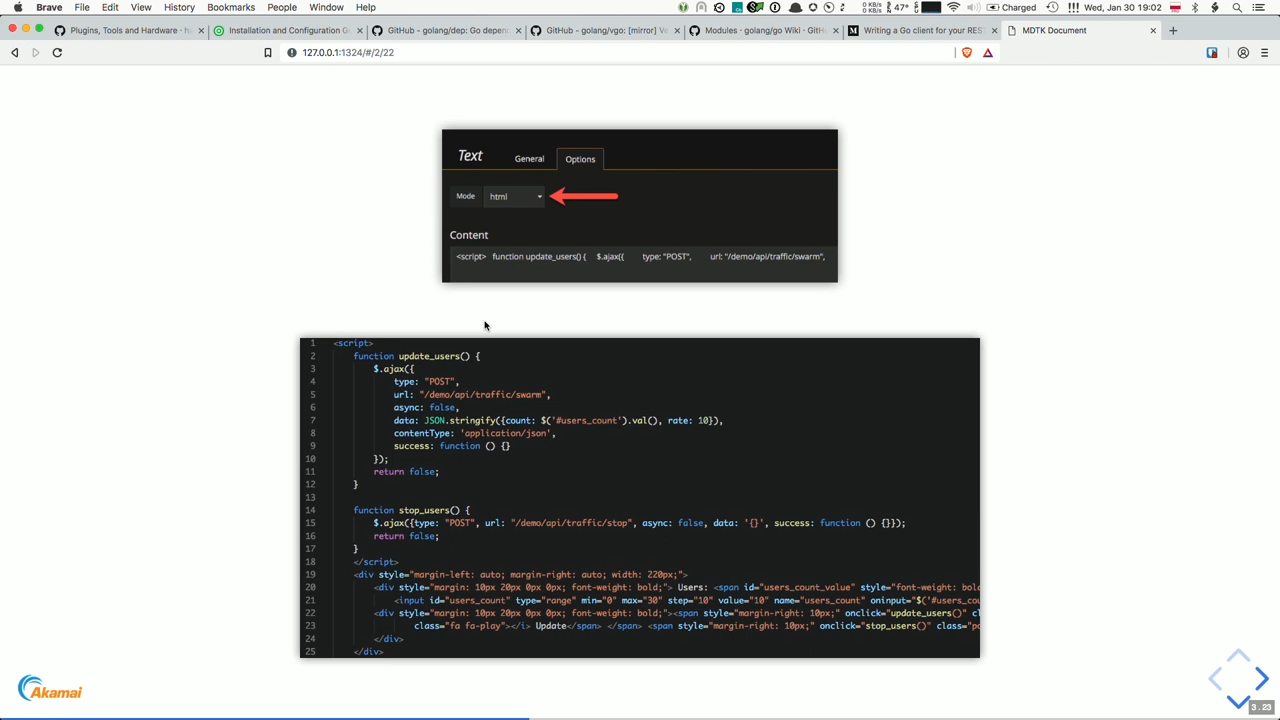 Brave File Edit View History Bookmarks People Window Help 0 KB/s 0 KB/s 47° Charged Wed, Jan 30 19:02
Plugins, Tools and Hardware · Installation and Configuration G GitHub - golang/dep: Go depen GitHub - golang/vgo: [mirror] Ve Modules · golang/go Wiki · GitH Writing a Go client for your RES MDTK Document
127.0.0.1:1324/#/2/22
Text General Options
Mode html
Content
<script> function update_users() { $.ajax({ type: "POST", url: "/demo/api/traffic/swarm",
1 <script>
2 function update_users() {
3 $.ajax({
4 type: "POST",
5 url: "/demo/api/traffic/swarm",
6 async: false,
7 data: JSON.stringify({count: $('#users_count').val(), rate: 10}),
8 contentType: 'application/json',
9 success: function () {}
10 });
11 return false;
12 }
13
14 function stop_users() {
15 $.ajax({type: "POST", url: "/demo/api/traffic/stop", async: false, data: '{}', success: function () {}});
16 return false;
17 }
18 </script>
19 <div style="margin-left: auto; margin-right: auto; width: 220px;">
20 <div style="margin: 10px 20px 0px 0px; font-weight: bold;"> Users: <span id="users_count_value" style="font-weight: bold
21 <input id="users_count" type="range" min="0" max="30" step="10" value="10" name="users_count" oninput="$('#users_cou
22 <div style="margin: 10px 20px 0px 0px; font-weight: bold;"><span style="margin-right: 10px;" onclick="update_users()" cl
23 class="fa fa-play"></i> Update</span> </span> <span style="margin-right: 10px;" onclick="stop_users()" class="po
24 </div>
25 </div>
Akamai
3.23